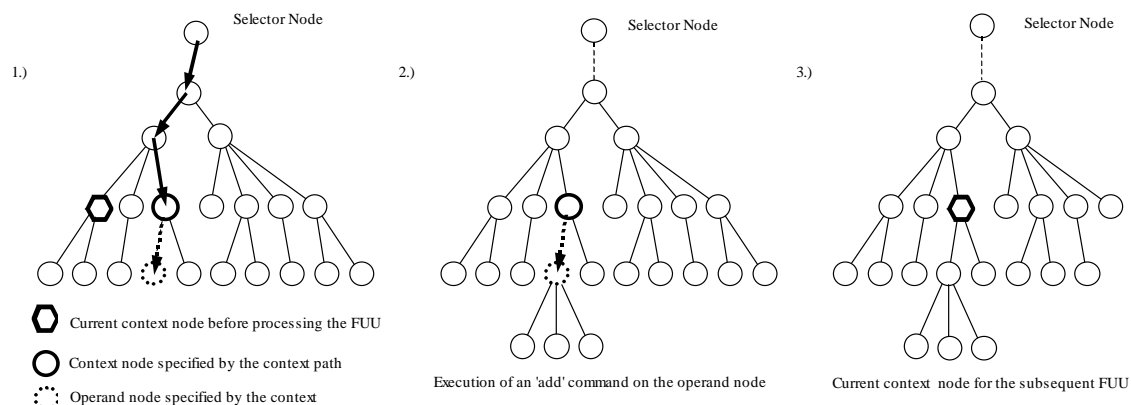 Selector Node
Selector Node
Selector Node
1.)
2.)
3.)
Current context node before processing the FUU
Context node specified by the context path
Operand node specified by the context
Execution of an 'add' command on the operand node
Current context node for the subsequent FUU